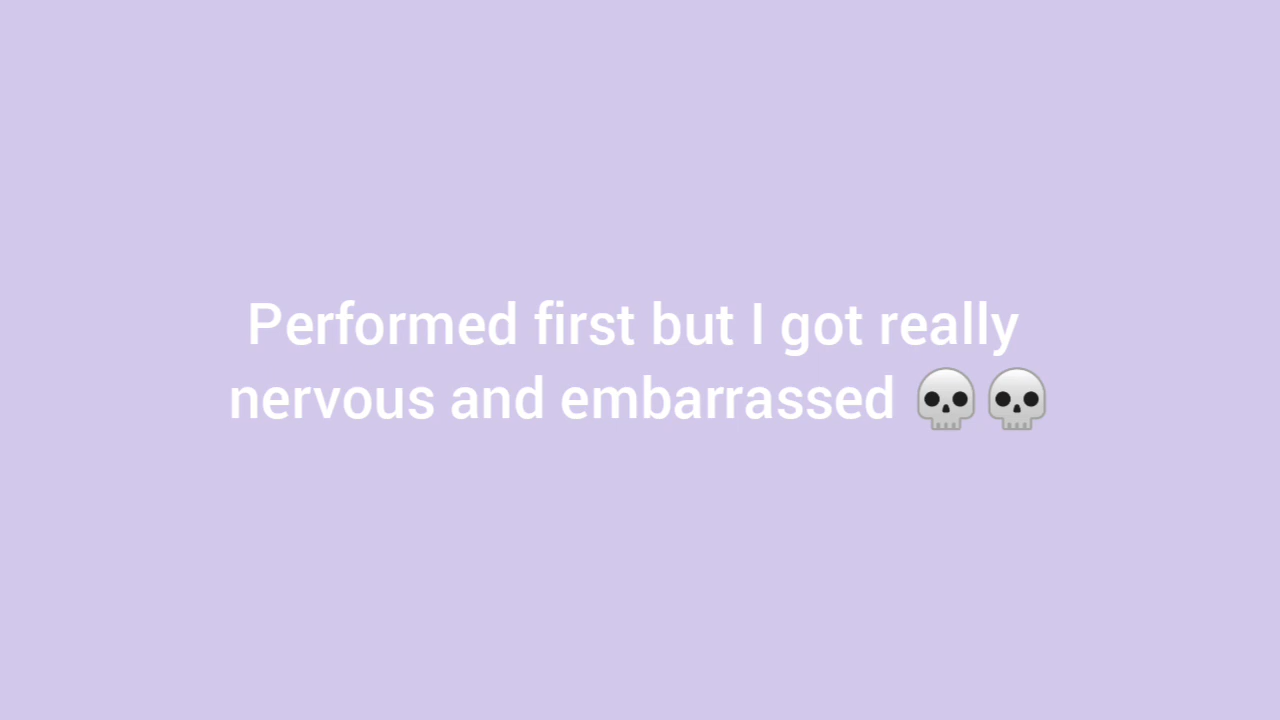 Performed first but I got really
nervous and embarrassed 💀💀